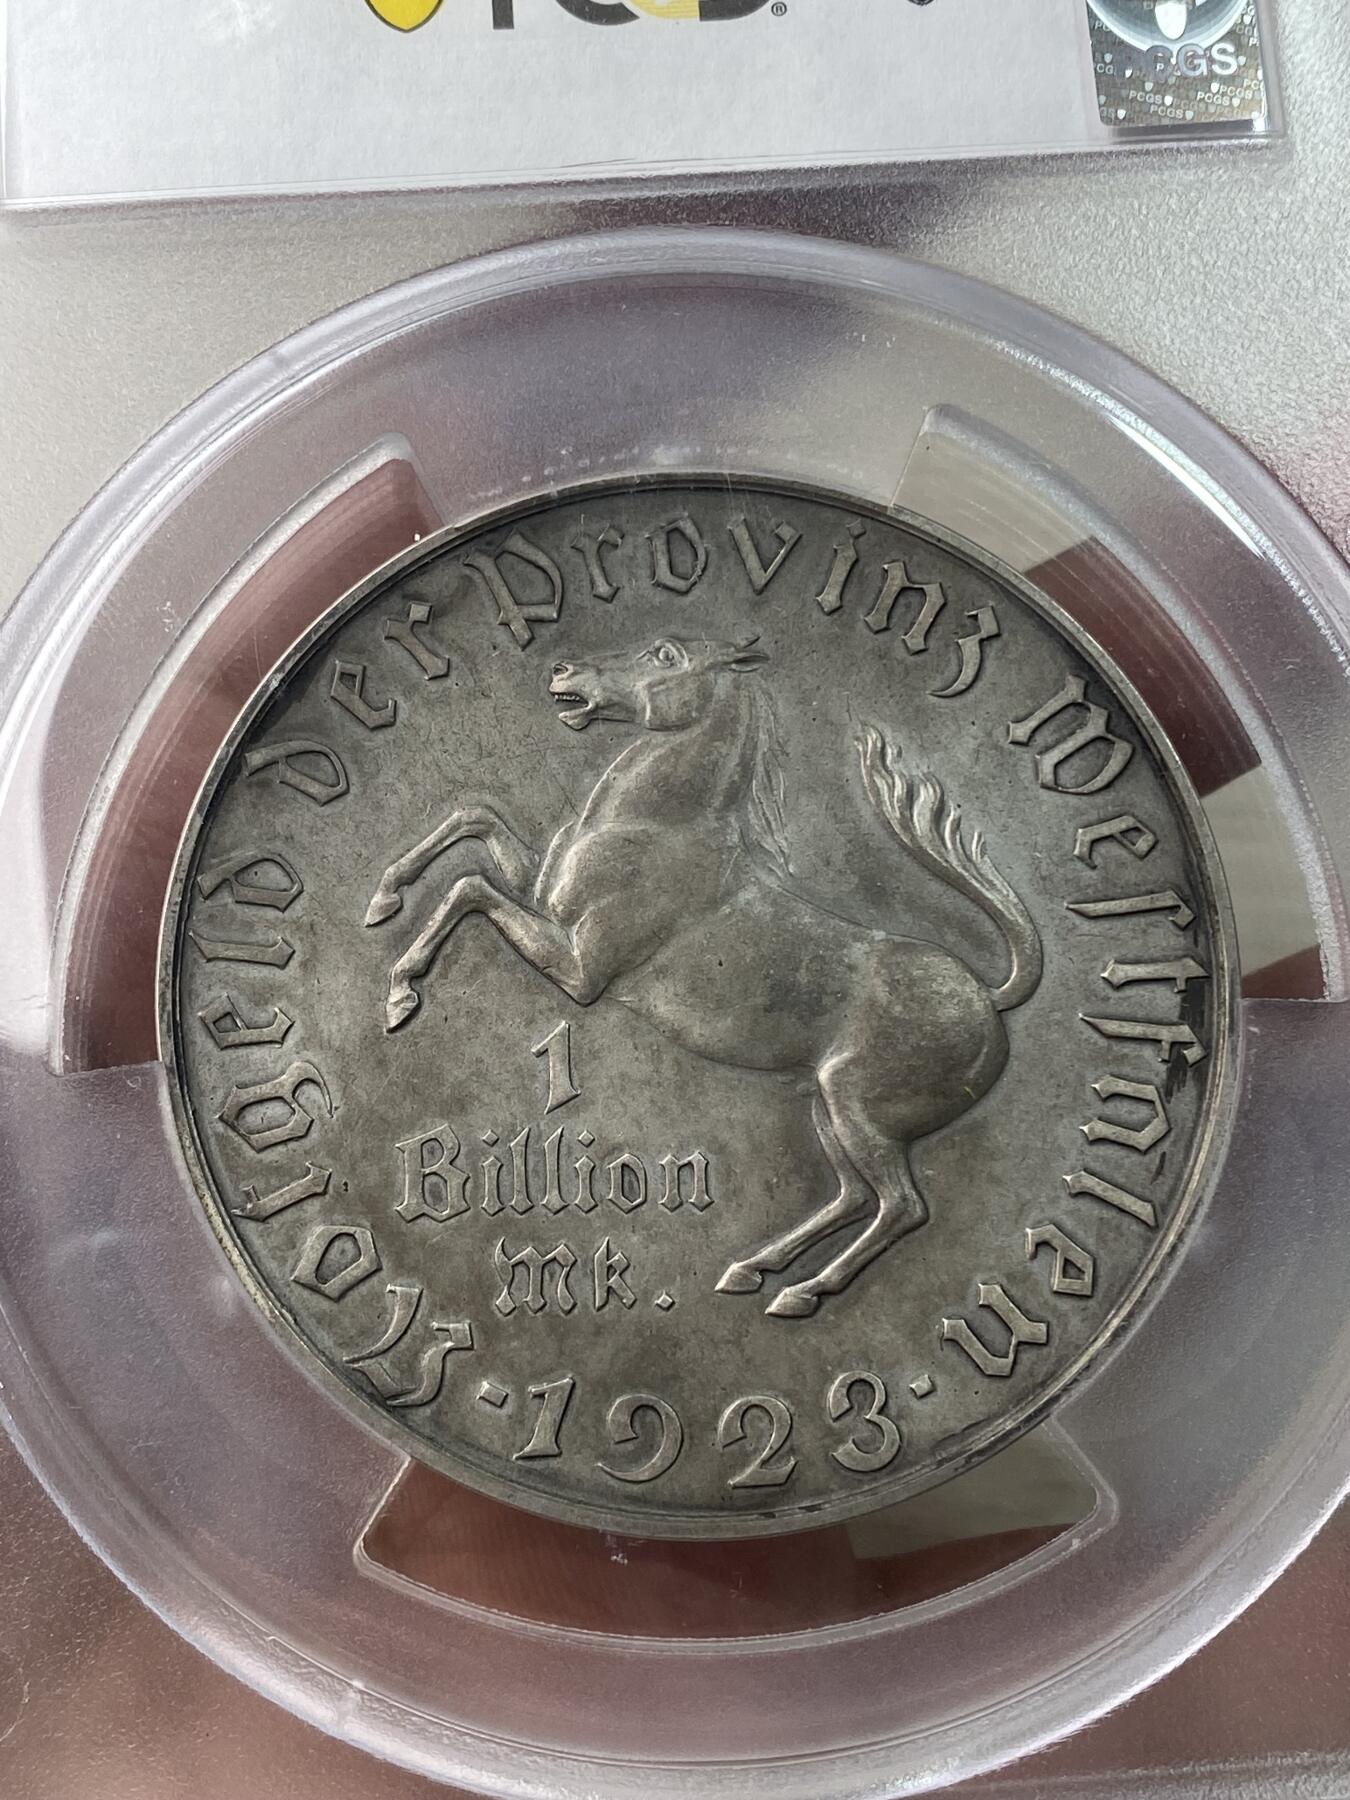 PCGS
Notgeld der Provinz Weſtfalen
1
Billion
Mk.
·1923·